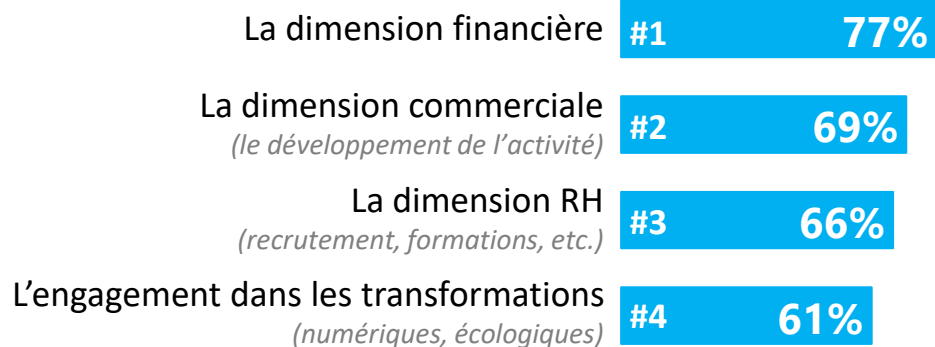 La dimension financière #1 77%
La dimension commerciale
(le développement de l’activité)
#2 69%
La dimension RH
(recrutement, formations, etc.)
#3 66%
L’engagement dans les transformations
(numériques, écologiques)
#4 61%